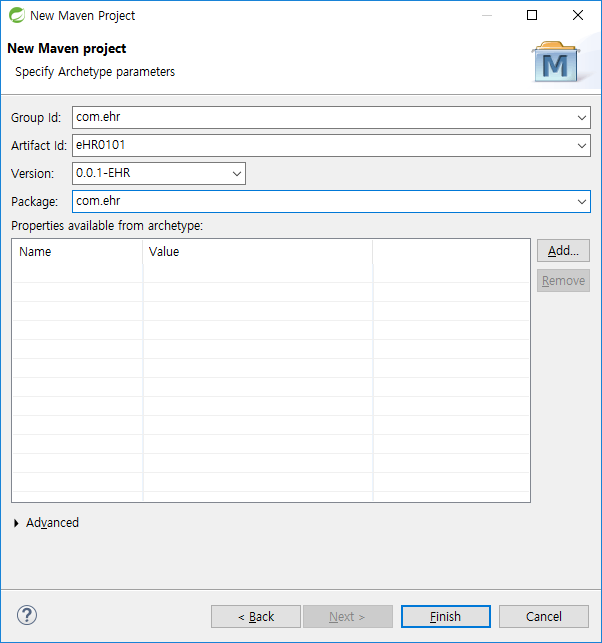 New Maven Project
New Maven project
Specify Archetype parameters
M
Group Id: com.ehr
Artifact Id: eHR0101
Version: 0.0.1-EHR
Package: com.ehr
Properties available from archetype:
Name Value
Add...
Remove
Advanced
? < Back Next > Finish Cancel